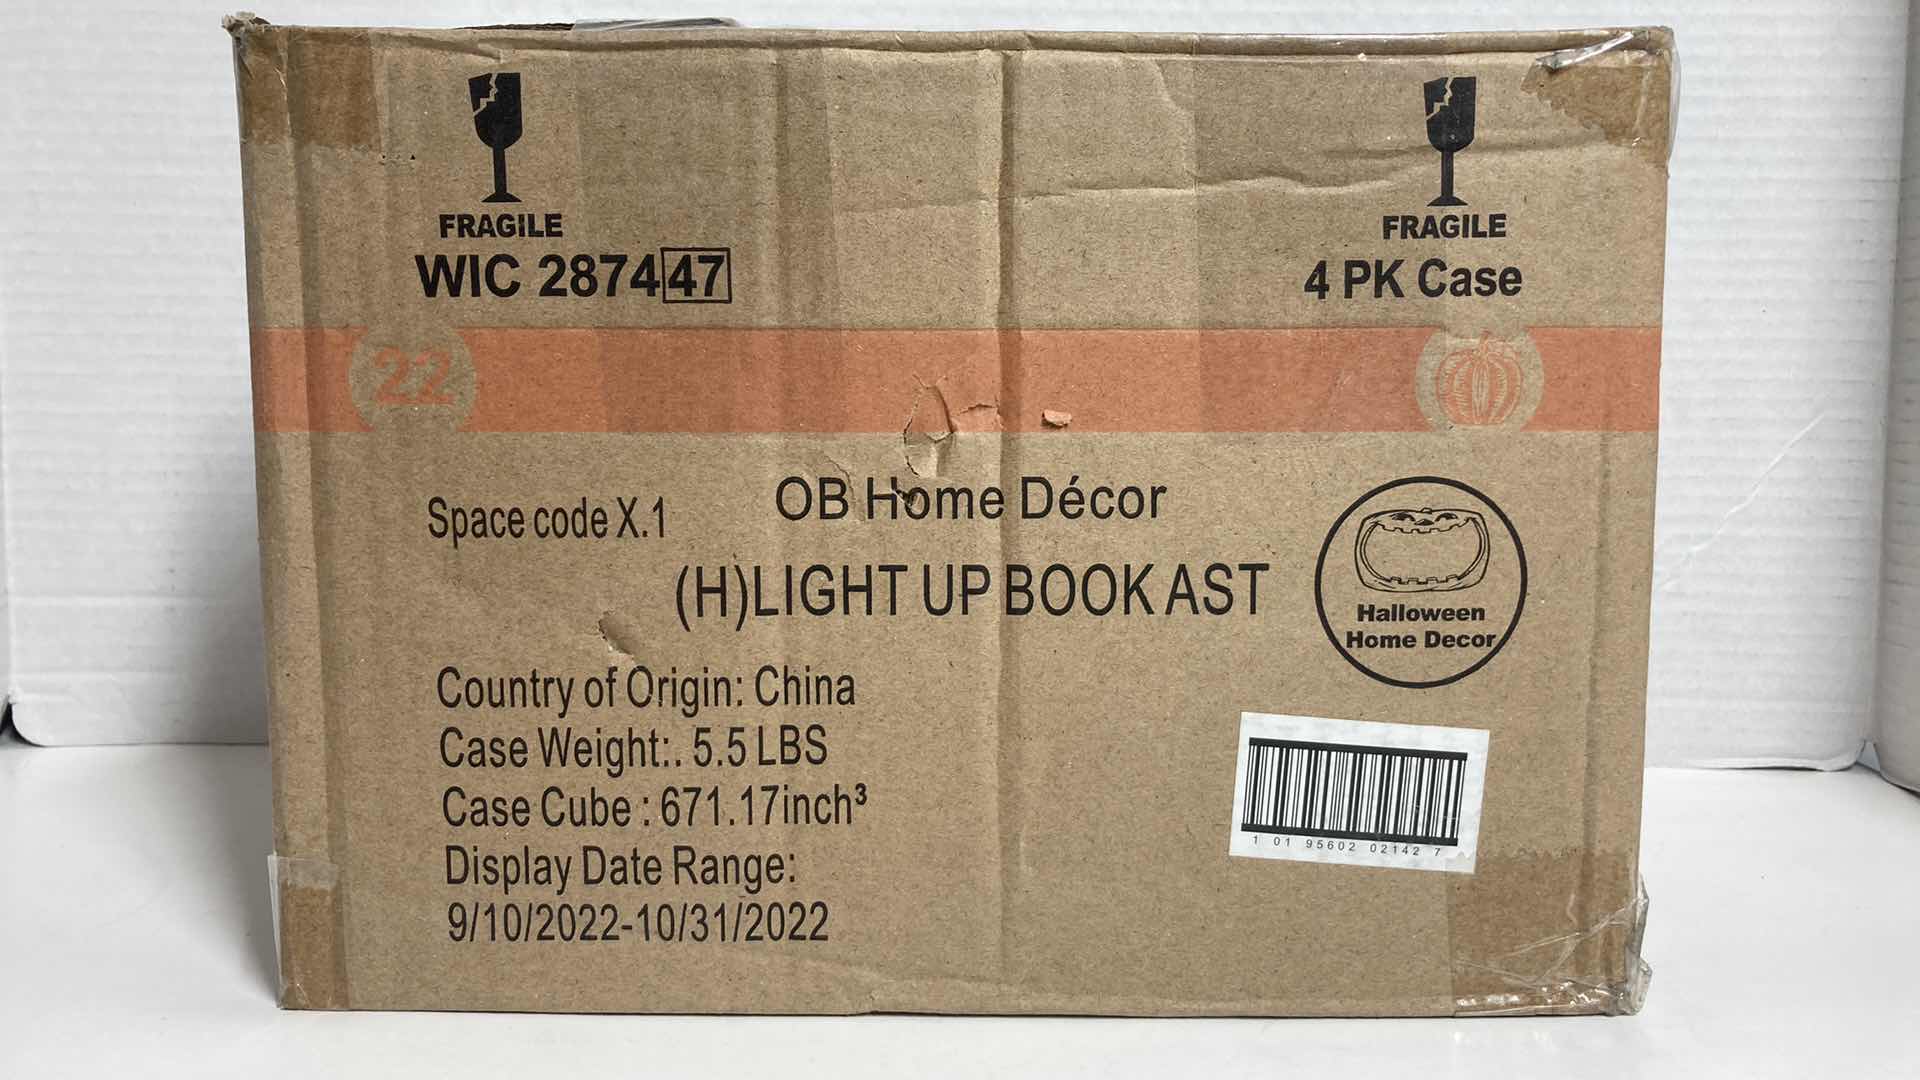 FRAGILE
FRAGILE
WIC 287447
4 PK Case
22
Space code X.1
OB Home Décor
(H)LIGHT UP BOOK AST
Halloween
Home Decor
Country of Origin: China
Case Weight:. 5.5 LBS
Case Cube : 671.17inch³
Display Date Range:
9/10/2022-10/31/2022
1 01 95602 02142 7